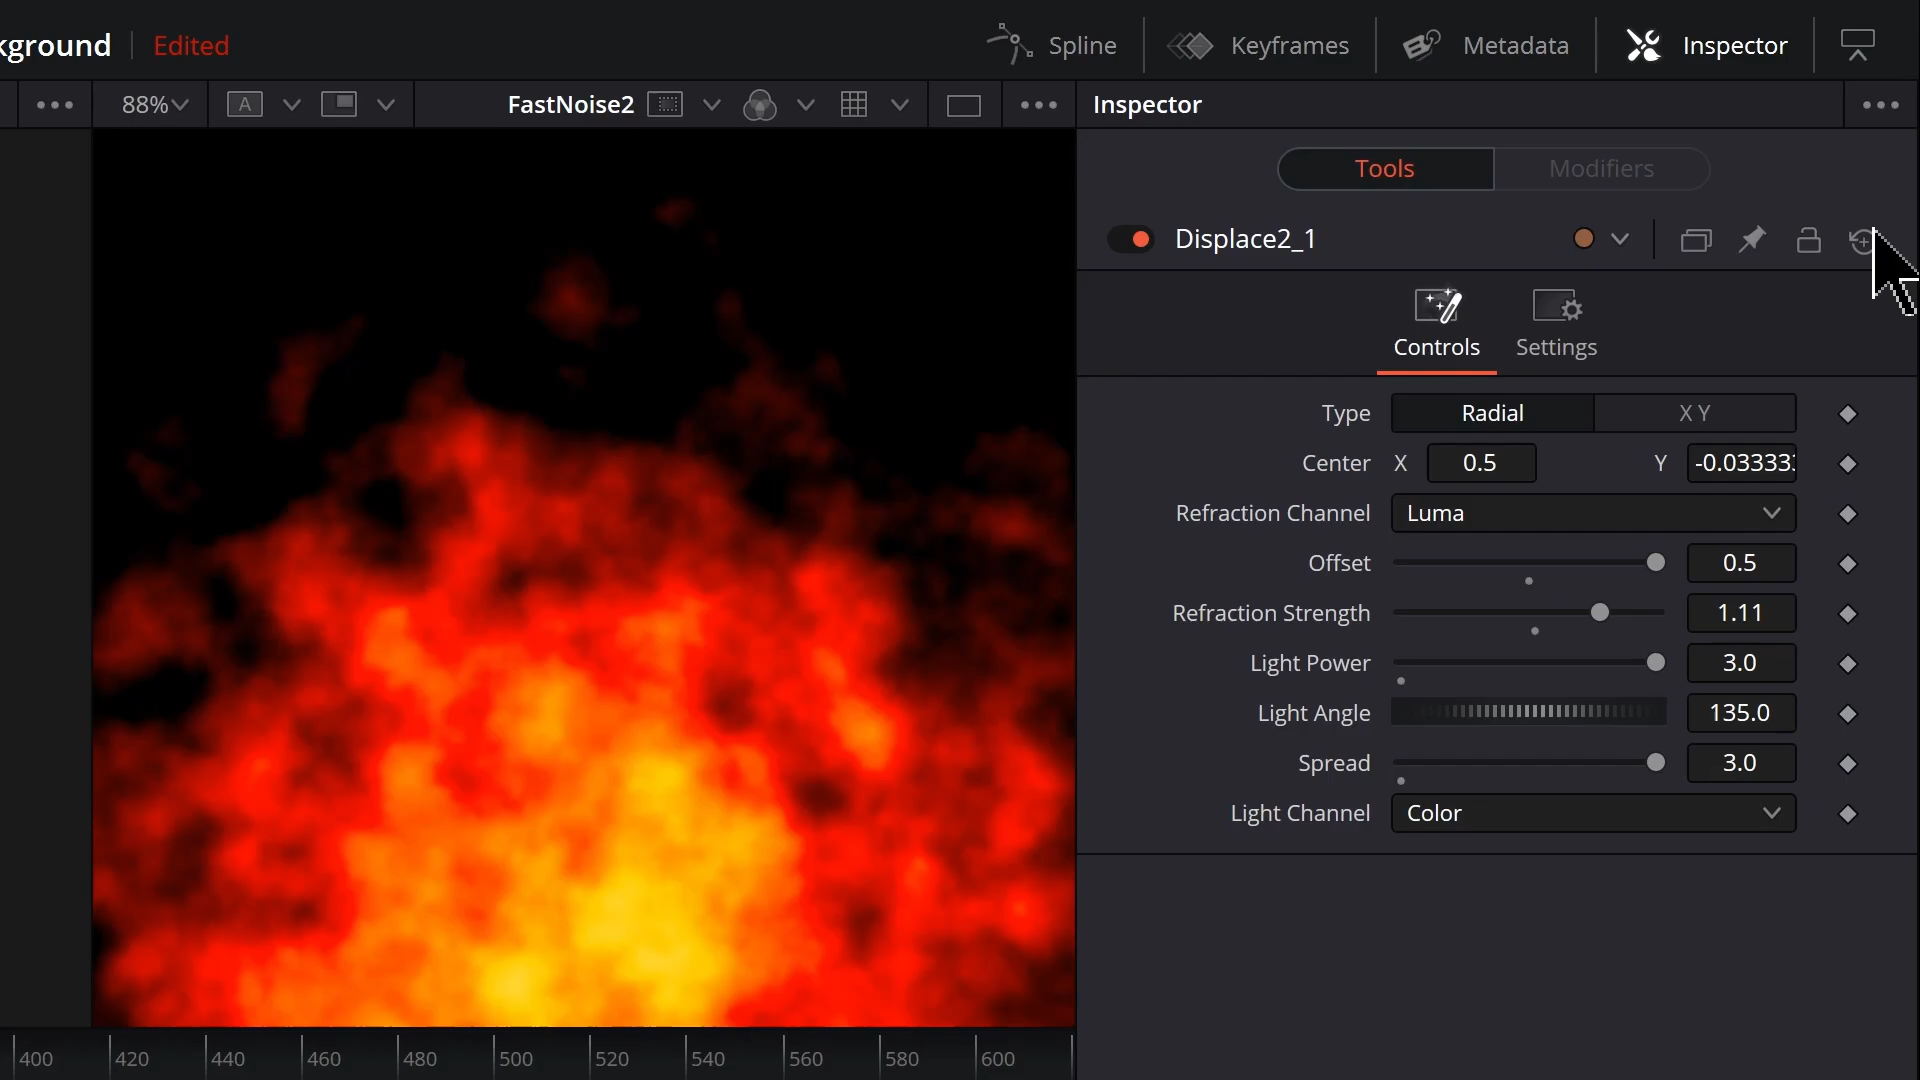 kground Edited Spline Keyframes Metadata Inspector
88% A FastNoise2 Inspector
Tools Modifiers
Displace2_1
Controls Settings
Type Radial X Y
Center X 0.5 Y -0.03333
Refraction Channel Luma
Offset 0.5
Refraction Strength 1.11
Light Power 3.0
Light Angle 135.0
Spread 3.0
Light Channel Color
400 420 440 460 480 500 520 540 560 580 600